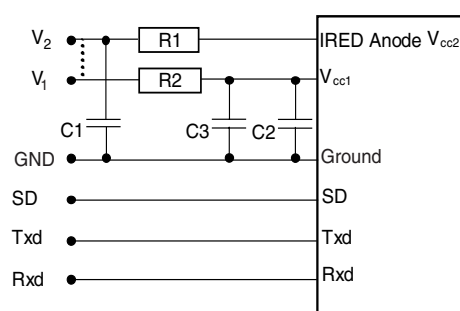 V2 R1 IRED Anode Vcc2
V1 R2 Vcc1
C1 C3 C2
GND Ground
SD SD
Txd Txd
Rxd Rxd